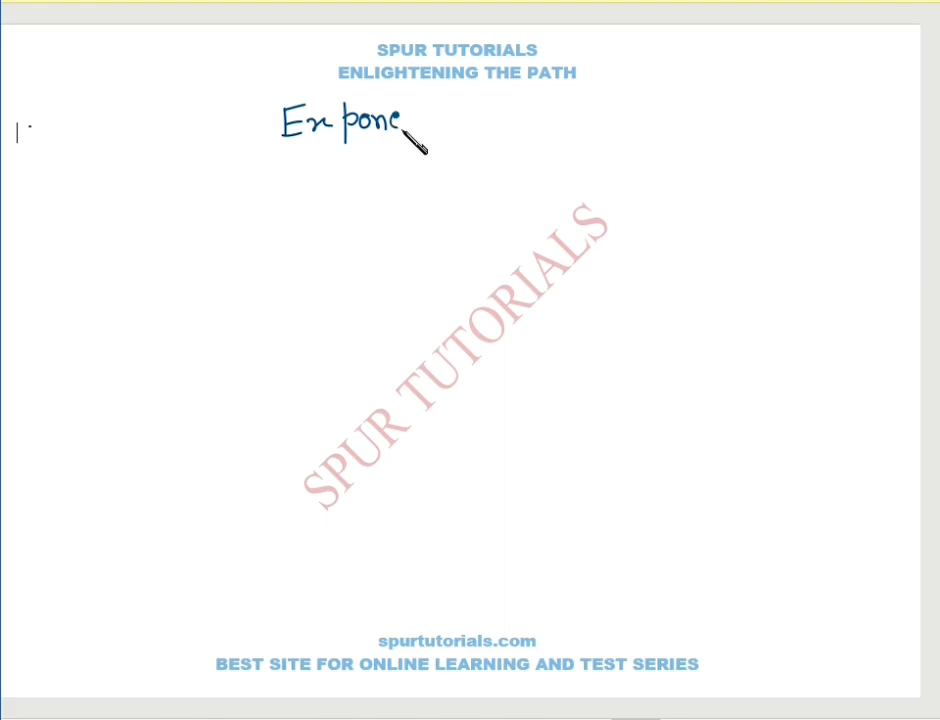 SPUR TUTORIALS
ENLIGHTENING THE PATH
Expone
SPUR TUTORIALS
spurtutorials.com
BEST SITE FOR ONLINE LEARNING AND TEST SERIES